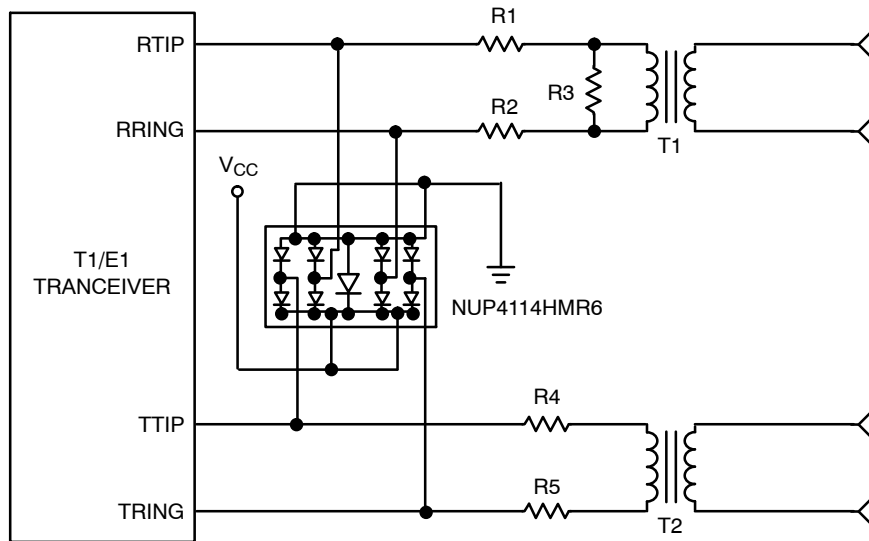 R1
RTIP
R3
R2
RRING
T1
VCC
T1/E1
TRANCEIVER
NUP4114HMR6
R4
TTIP
R5
TRING
T2